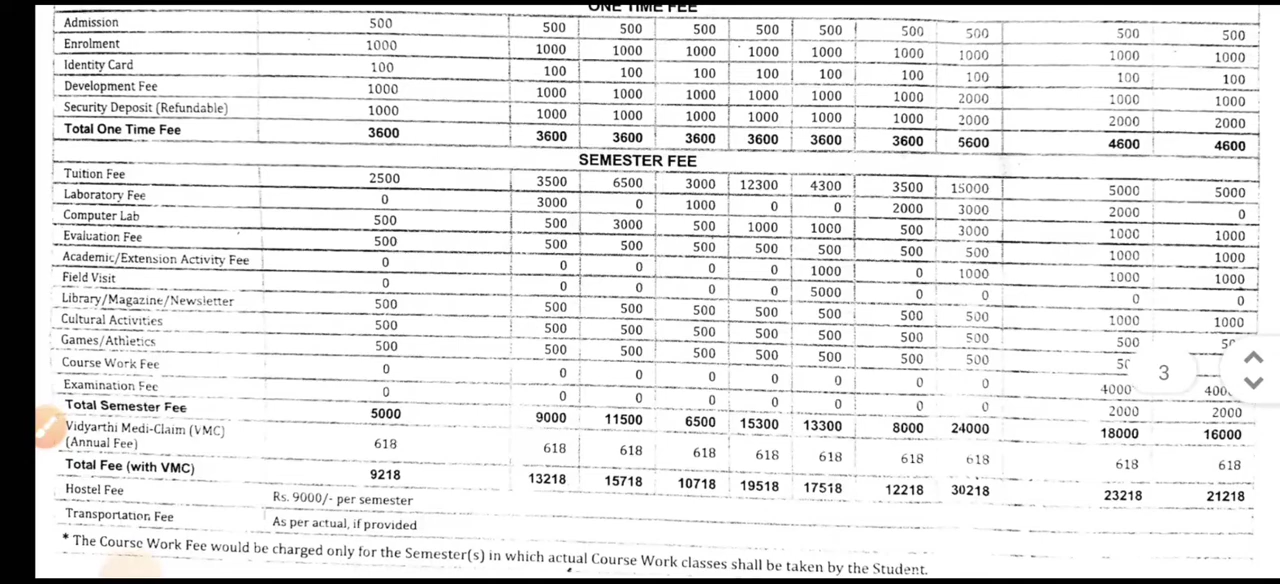 ONE TIME FEE
Admission 500 500 500 500 500 500 500 500 500 500
Enrolment 1000 1000 1000 1000 1000 1000 1000 1000 1000 1000
Identity Card 100 100 100 100 100 100 100 100 100 100
Development Fee 1000 1000 1000 1000 1000 1000 1000 2000 1000 1000
Security Deposit (Refundable) 1000 1000 1000 1000 1000 1000 1000 2000 2000 2000
Total One Time Fee 3600 3600 3600 3600 3600 3600 3600 5600 4600 4600
SEMESTER FEE
Tuition Fee 2500 3500 6500 3000 12300 4300 3500 15000 5000 5000
Laboratory Fee 0 3000 0 1000 0 0 2000 3000 2000 0
Computer Lab 500 500 3000 500 1000 1000 500 3000 1000 1000
Evaluation Fee 500 500 500 500 500 500 500 500 1000 1000
Academic/Extension Activity Fee 0 0 0 0 0 1000 0 1000 1000 1000
Field Visit 0 0 0 0 0 5000 0 0 0 0
Library/Magazine/Newsletter 500 500 500 500 500 500 500 500 1000 1000
Cultural Activities 500 500 500 500 500 500 500 500 500
Games/Athletics 500 500 500 500 500 500 500 500
Course Work Fee 0 0 0 0 0 0 0 0 4000
Examination Fee 0 0 0 0 0 0 0 0 2000 2000
Total Semester Fee 5000 9000 11500 6500 15300 13300 8000 24000 18000 16000
Vidyarthi Medi-Claim (VMC)
(Annual Fee) 618 618 618 618 618 618 618 618 618 618
Total Fee (with VMC) 9218 13218 15718 10718 19518 17518 12218 30218 23218 21218
Hostel Fee Rs. 9000/- per semester
Transportation Fee As per actual, if provided
* The Course Work Fee would be charged only for the Semester(s) in which actual Course Work classes shall be taken by the Student.
3